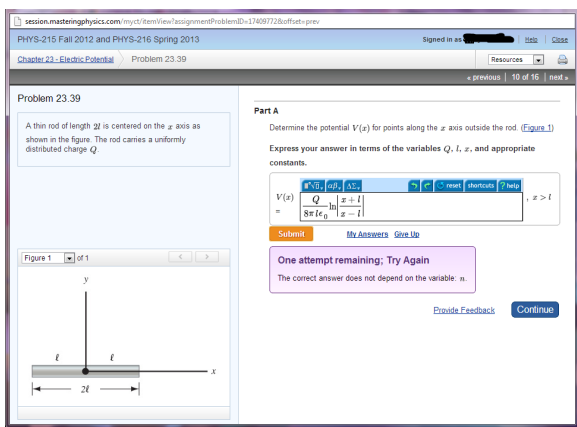 session.masteringphysics.com/myct/itemView?assignmentProblemID=17409772&offset=prev
PHYS-215 Fall 2012 and PHYS-216 Spring 2013
Signed in as
Help
Close
Chapter 23 - Electric Potential
Problem 23.39
Resources
« previous | 10 of 16 | next »
Problem 23.39
A thin rod of length 2l is centered on the x axis as
shown in the figure. The rod carries a uniformly
distributed charge Q.
Figure 1 of 1
y
ℓ ℓ
x
2ℓ
Part A
Determine the potential V(x) for points along the x axis outside the rod. (Figure 1)
Express your answer in terms of the variables Q, l, x, and appropriate
constants.
ΑΣφ
reset shortcuts ? help
V(x) = Q/(8πlε₀) ln|(x + l)/(x − l)| , x > l
Submit
My Answers Give Up
One attempt remaining; Try Again
The correct answer does not depend on the variable: n.
Provide Feedback
Continue